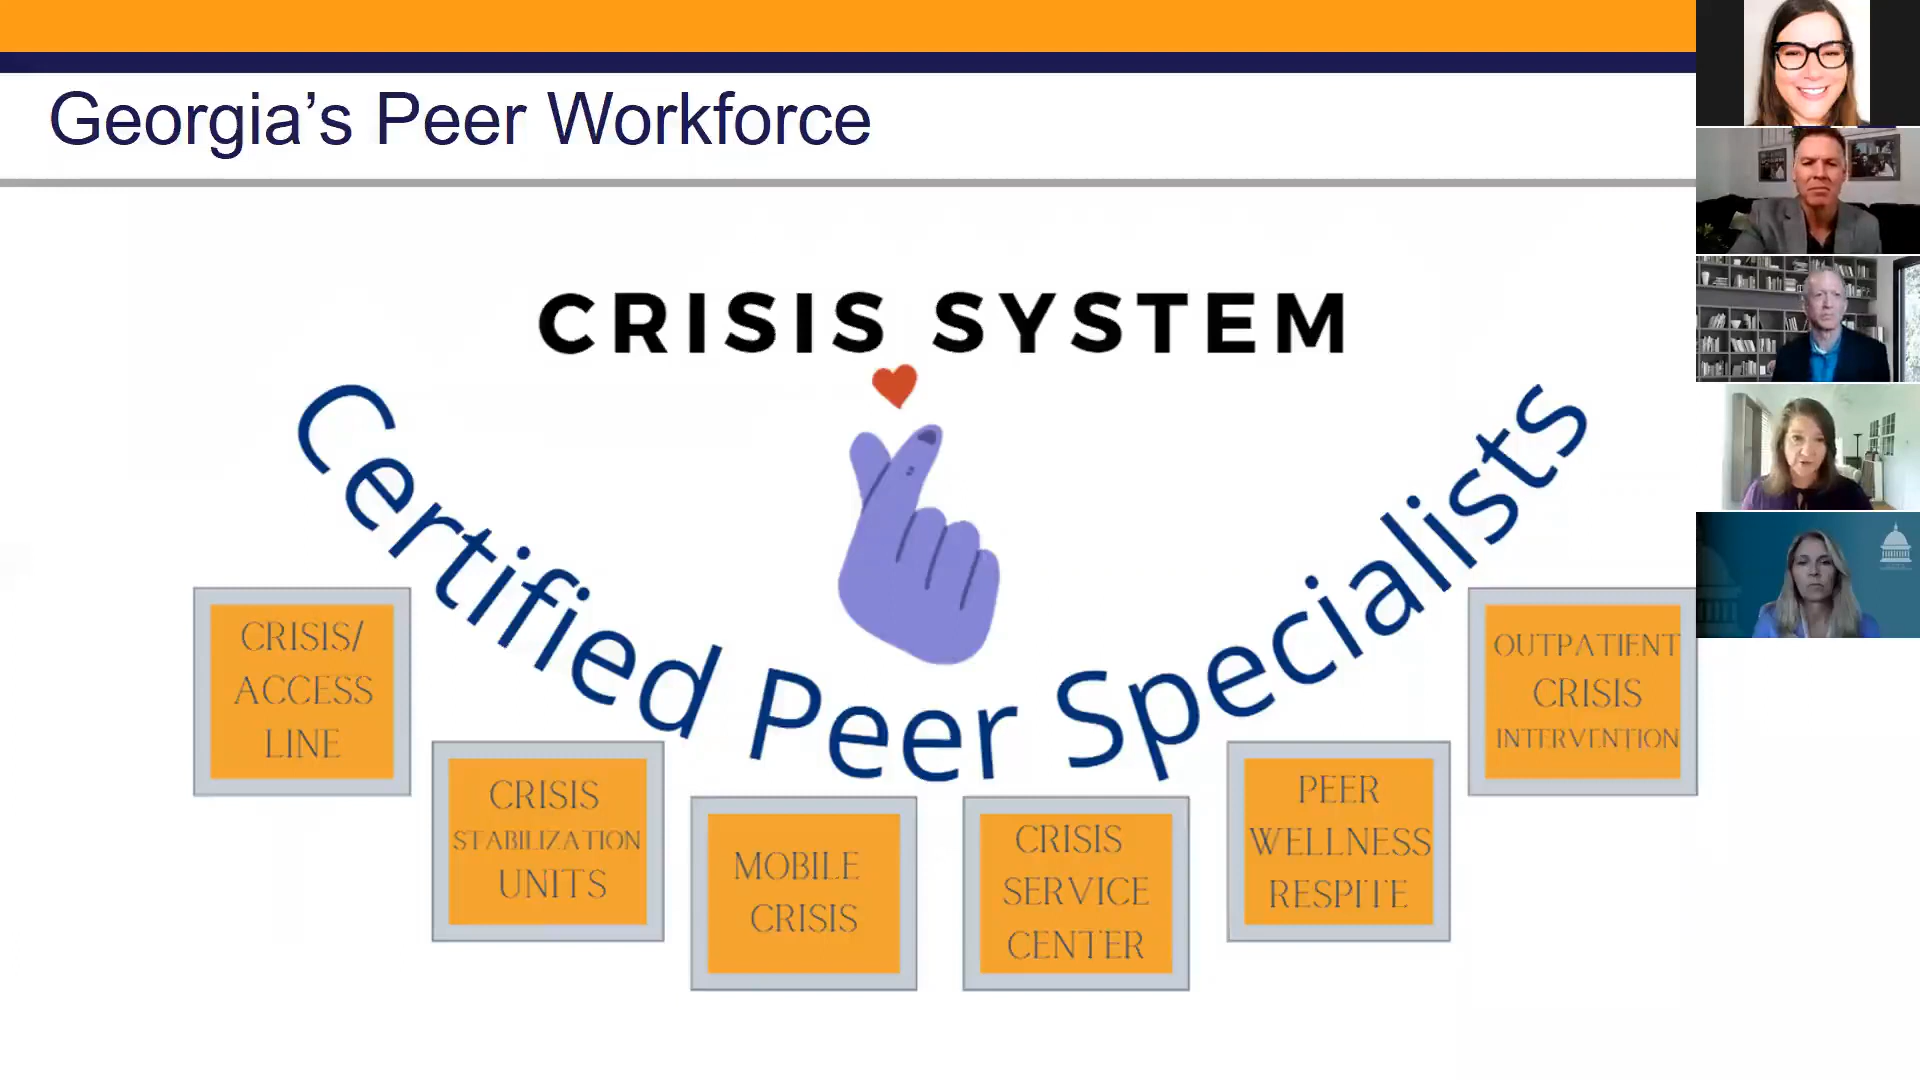 Georgia’s Peer Workforce
CRISIS SYSTEM
Certified Peer Specialists
CRISIS/
ACCESS
LINE
CRISIS
STABILIZATION
UNITS
MOBILE
CRISIS
CRISIS
SERVICE
CENTER
PEER
WELLNESS
RESPITE
OUTPATIENT
CRISIS
INTERVENTION